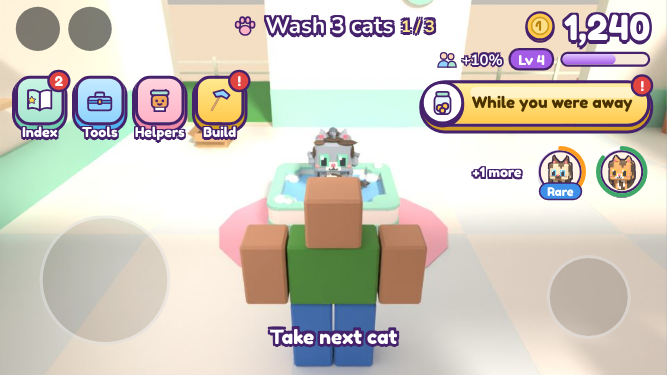 Wash 3 cats 1/3
1
1,240
+10%
Lv 4
2
!
Index
Tools
Helpers
Build
While you were away
!
+1 more
Rare
Take next cat